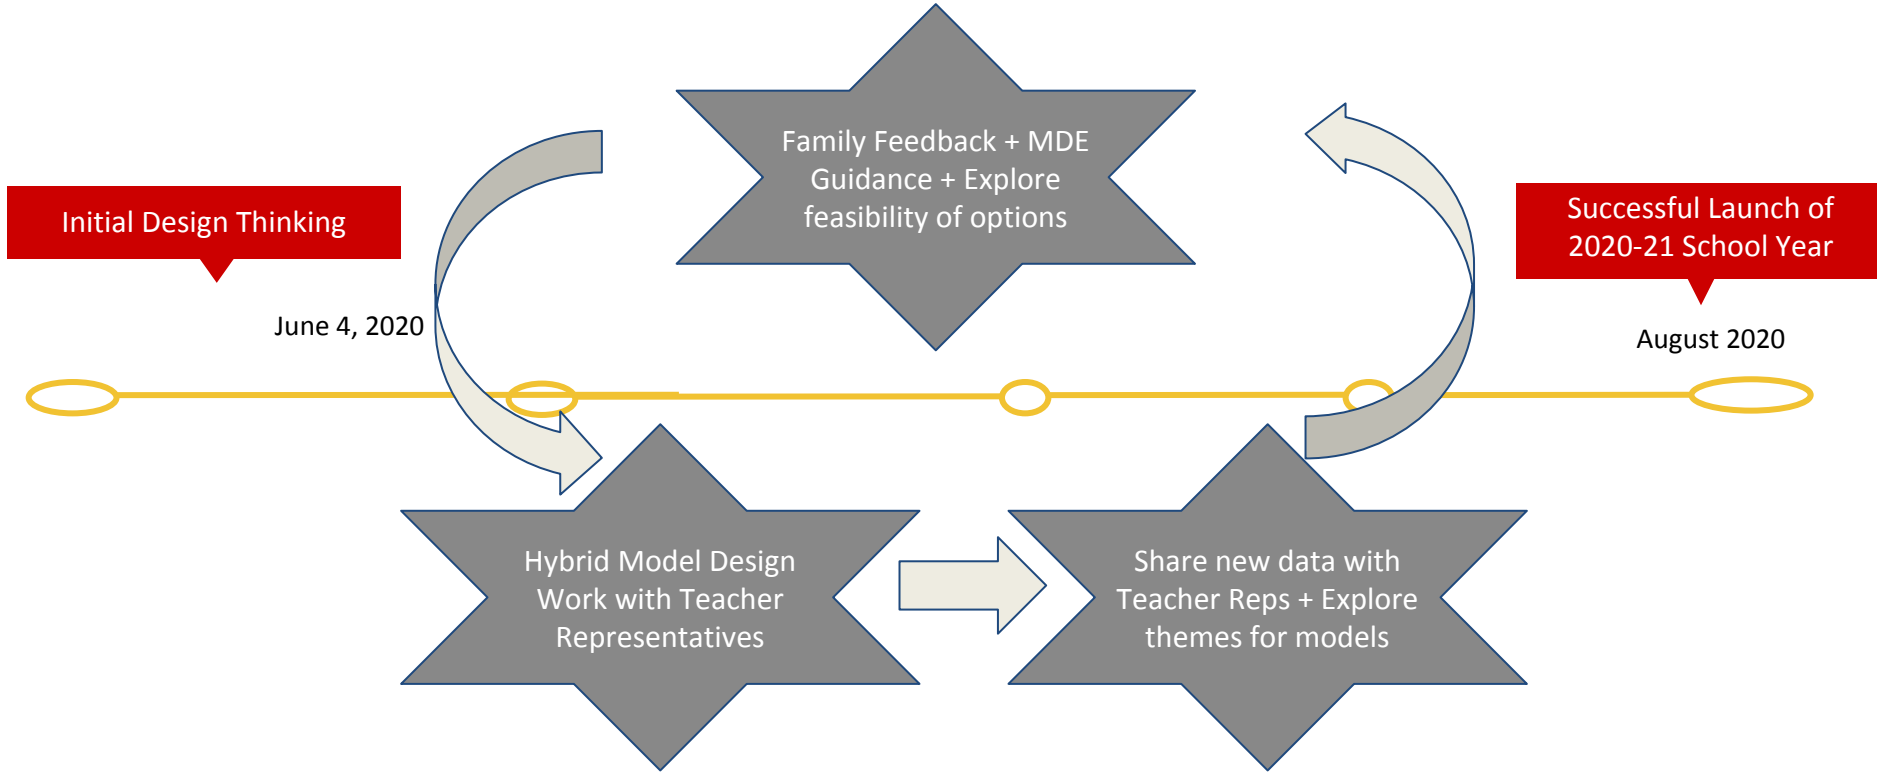 Family Feedback + MDE
Guidance + Explore
feasibility of options
Initial Design Thinking
Successful Launch of
2020-21 School Year
June 4, 2020
August 2020
Hybrid Model Design
Work with Teacher
Representatives
Share new data with
Teacher Reps + Explore
themes for models